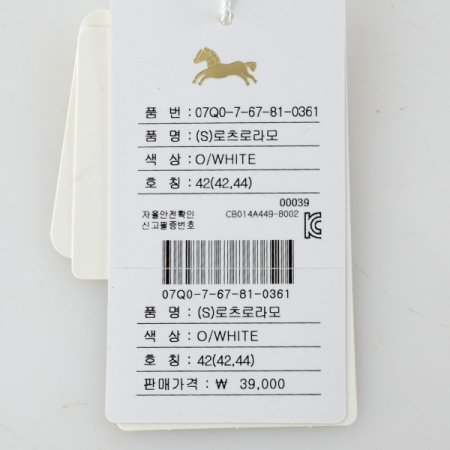 품 번 : 07Q0-7-67-81-0361
품 명 : (S)로츠로라모
색 상 : O/WHITE
호 칭 : 42(42,44)
00039
자율안전확인 CB014A449-8002
신고필증번호
07Q0-7-67-81-0361
품 명 : (S)로츠로라모
색 상 : O/WHITE
호 칭 : 42(42,44)
판매가격 : ₩ 39,000